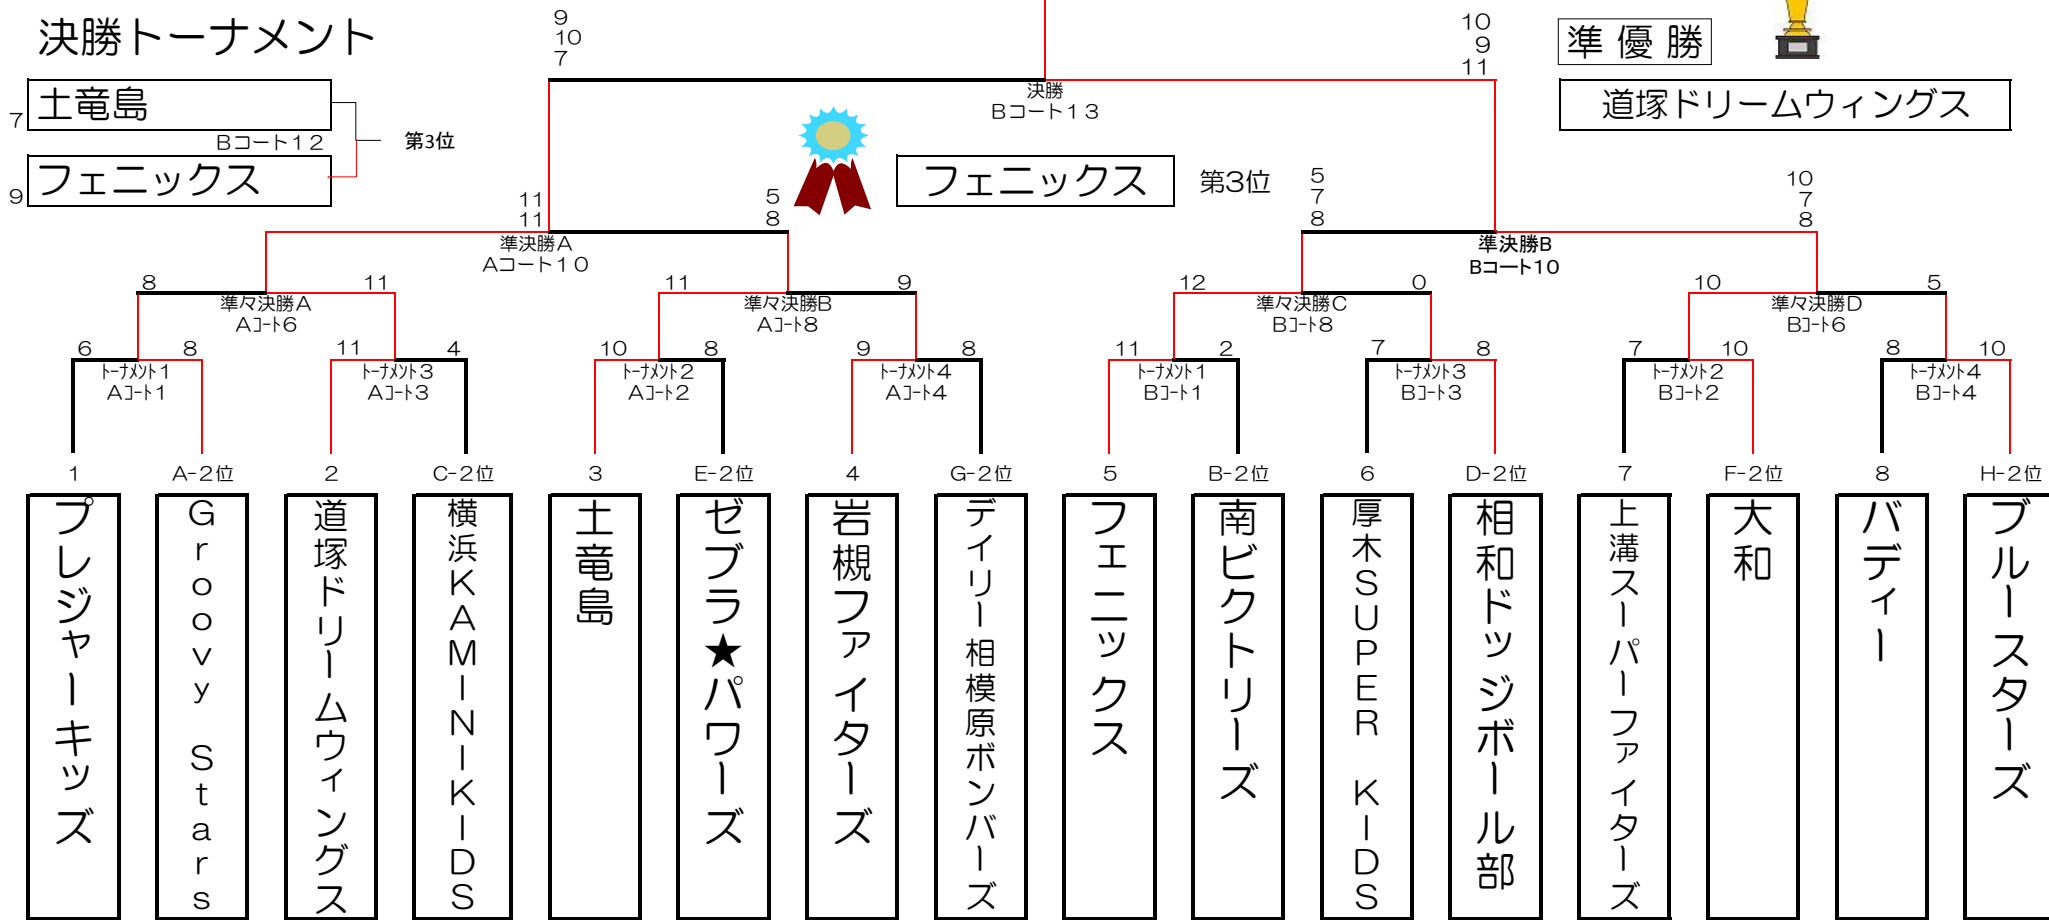 決勝トーナメント
9
10
7
10
9
11
準 優 勝
土竜島
7
Bコート12
第3位
フェニックス
9
決勝
Bコート13
道塚ドリームウィングス
フェニックス
第3位
11
11
5
8
準決勝A
Aコート10
5
7
8
10
7
8
準決勝B
Bコート10
8
11
準々決勝A
Aコート6
11
9
準々決勝B
Aコート8
12
0
準々決勝C
Bコート8
10
5
準々決勝D
Bコート6
6
8
トーナメント1
Aコート1
11
4
トーナメント3
Aコート3
10
8
トーナメント2
Aコート2
9
8
トーナメント4
Aコート4
11
2
トーナメント1
Bコート1
7
8
トーナメント3
Bコート3
7
10
トーナメント2
Bコート2
8
10
トーナメント4
Bコート4
1
A-2位
2
C-2位
3
E-2位
4
G-2位
5
B-2位
6
D-2位
7
F-2位
8
H-2位
プレジャーキッズ
Groovy Stars
道塚ドリームウィングス
横浜KAMINIKIDS
土竜島
ゼブラ★パワーズ
岩槻ファイターズ
デイリー相模原ボンバーズ
フェニックス
南ビクトリーズ
厚木SUPER KIDS
相和ドッジボール部
上溝スーパーファイターズ
大和
バディー
ブルースターズ